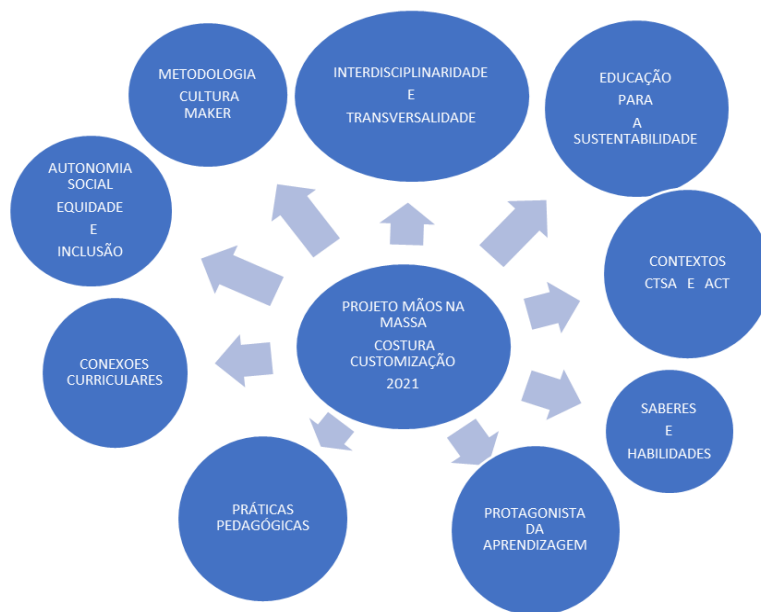 METODOLOGIA
CULTURA
MAKER
INTERDISCIPLINARIDADE
E
TRANSVERSALIDADE
EDUCAÇÃO
PARA
A
SUSTENTABILIDADE
AUTONOMIA
SOCIAL
EQUIDADE
E
INCLUSÃO
CONTEXTOS
CTSA E ACT
PROJETO MÃOS NA
MASSA
COSTURA
CUSTOMIZAÇÃO
2021
CONEXOES
CURRICULARES
SABERES
E
HABILIDADES
PRÁTICAS
PEDAGÓGICAS
PROTAGONISTA
DA
APRENDIZAGEM